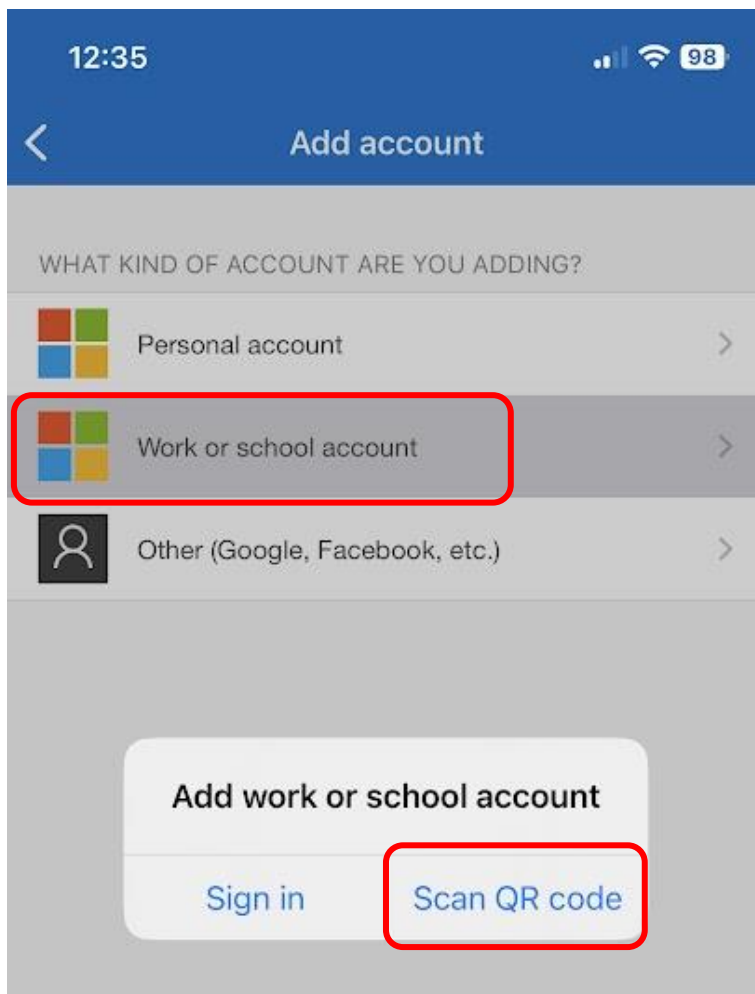 12:35
98
Add account
WHAT KIND OF ACCOUNT ARE YOU ADDING?
Personal account
Work or school account
Other (Google, Facebook, etc.)
Add work or school account
Sign in
Scan QR code